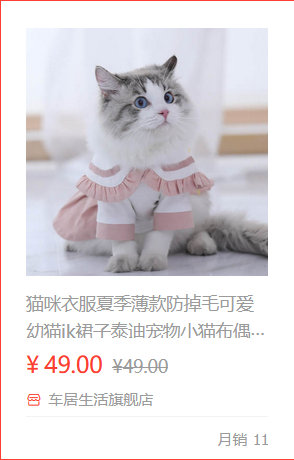 猫咪衣服夏季薄款防掉毛可爱
幼猫jk裙子泰迪宠物小猫布偶...
¥ 49.00 ¥49.00
车居生活旗舰店
月销 11